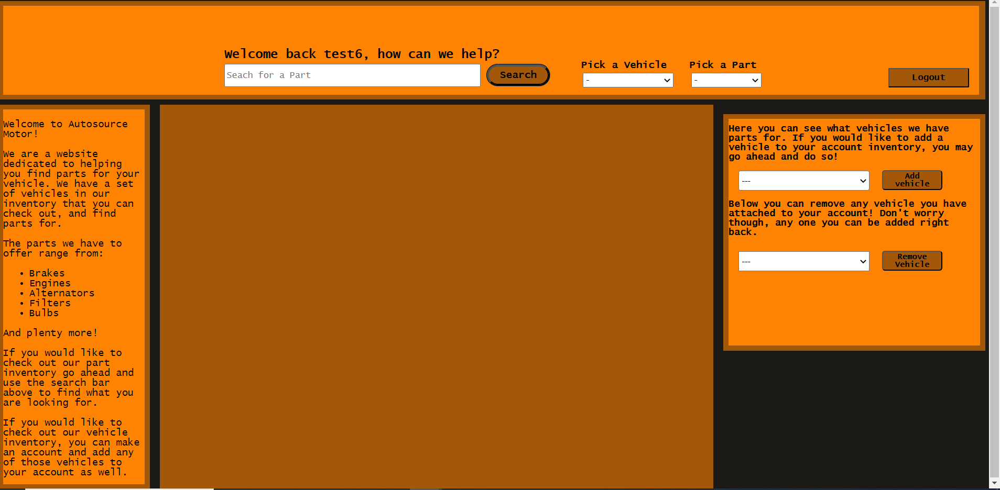 Welcome back test6, how can we help?
Seach for a Part
Search
Pick a Vehicle
-
Pick a Part
-
Logout
Welcome to Autosource
Motor!
We are a website
dedicated to helping
you find parts for your
vehicle. We have a set
of vehicles in our
inventory that you can
check out, and find
parts for.
The parts we have to
offer range from:
• Brakes
• Engines
• Alternators
• Filters
• Bulbs
And plenty more!
If you would like to
check out our part
inventory go ahead and
use the search bar
above to find what you
are looking for.
If you would like to
check out our vehicle
inventory, you can make
an account and add any
of those vehicles to
your account as well.
Here you can see what vehicles we have
parts for. If you would like to add a
vehicle to your account inventory, you may
go ahead and do so!
---
Add
vehicle
Below you can remove any vehicle you have
attached to your account! Don't worry
though, any one you can be added right
back.
---
Remove
Vehicle